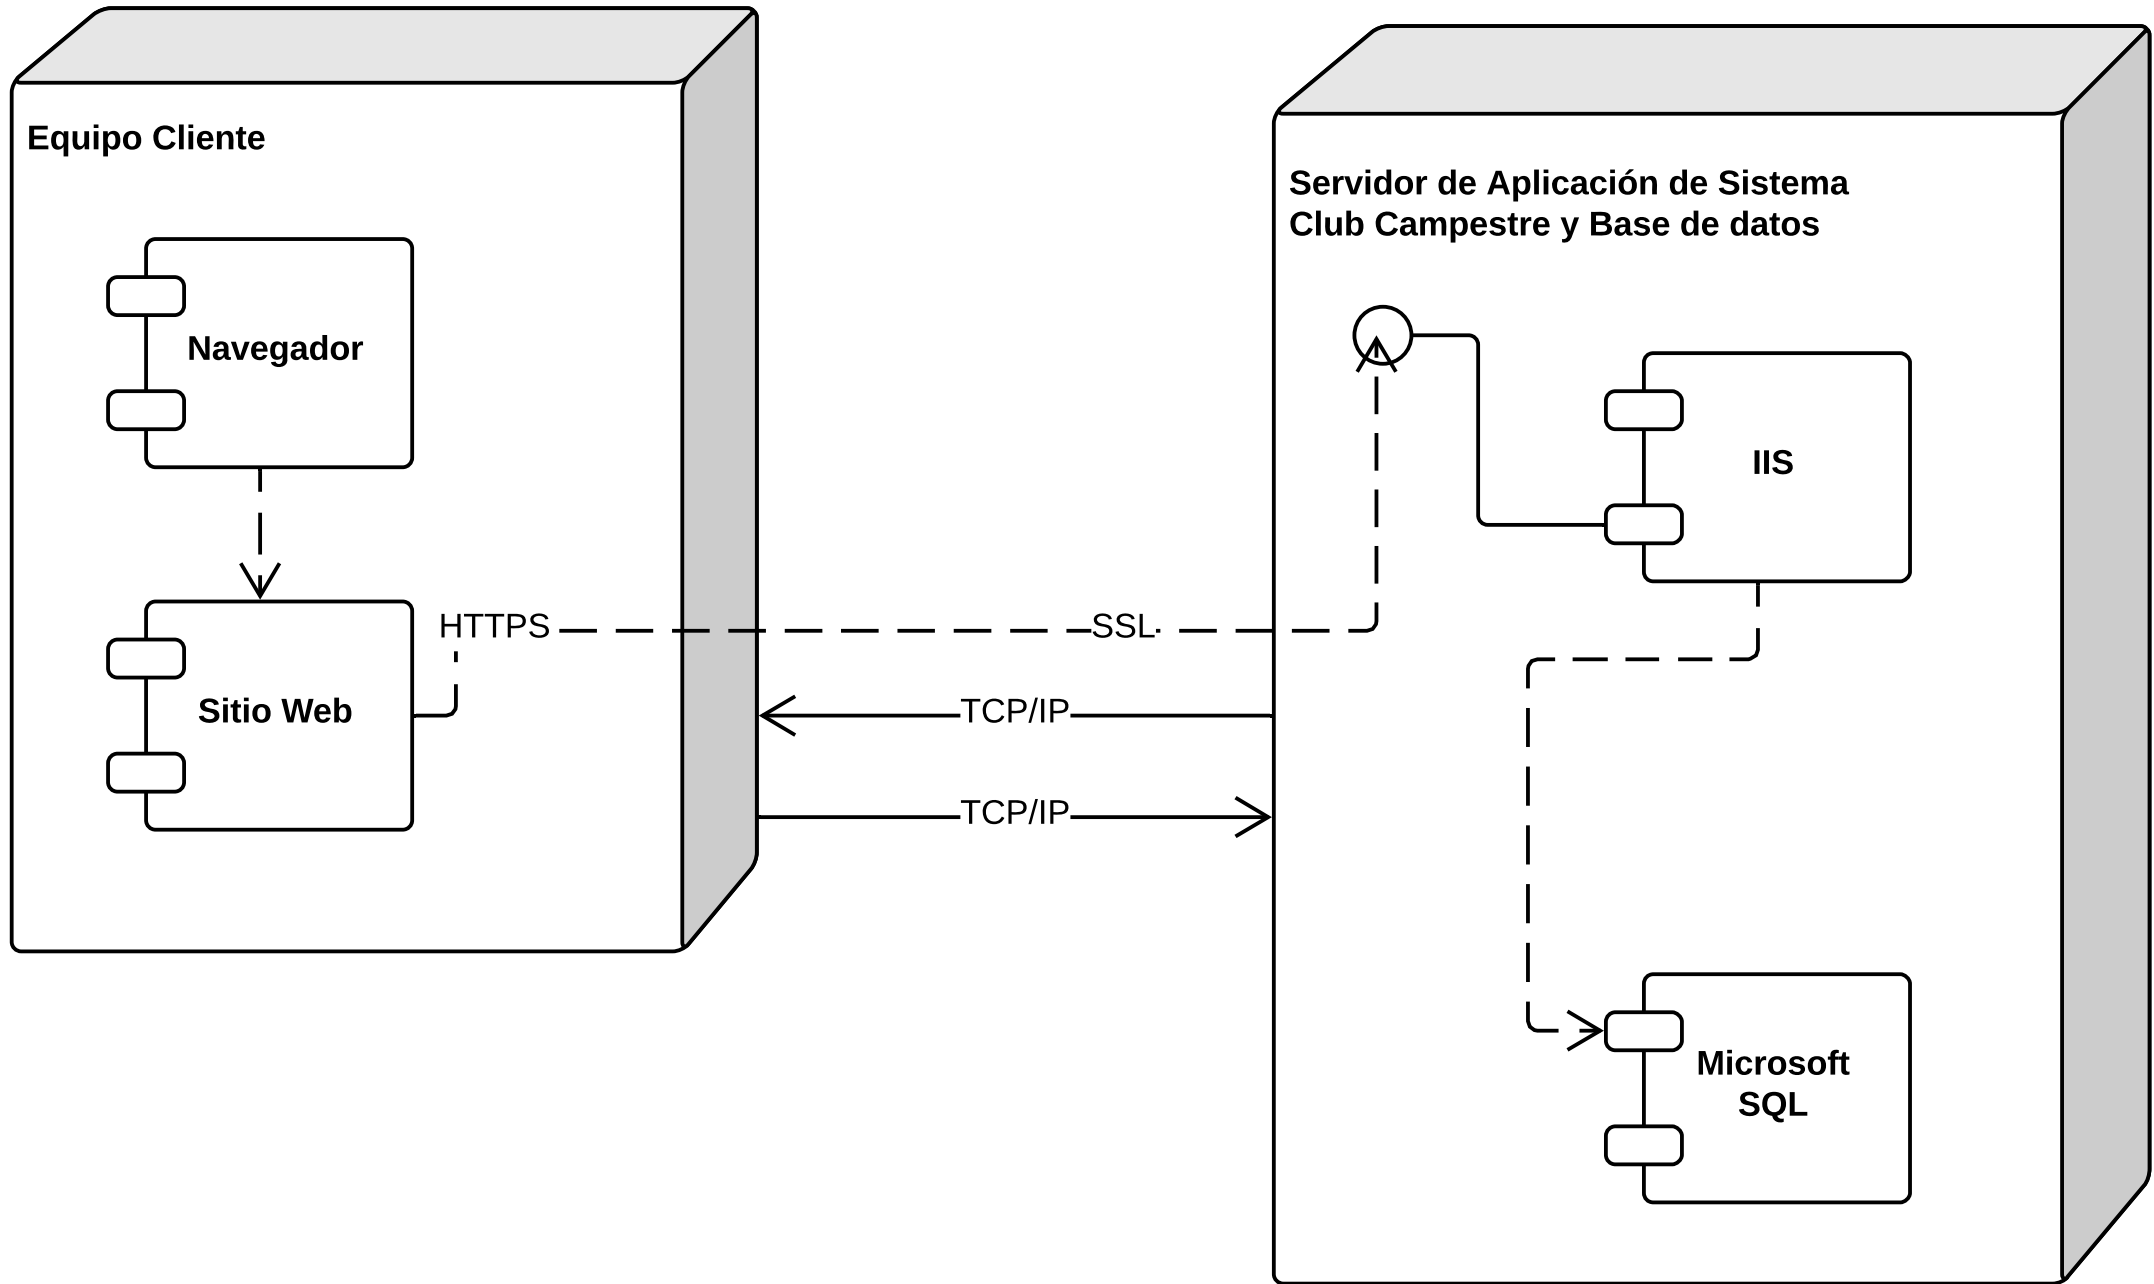 Equipo Cliente
Navegador
Sitio Web
HTTPS
SSL
TCP/IP
TCP/IP
Servidor de Aplicación de Sistema
Club Campestre y Base de datos
IIS
Microsoft
SQL